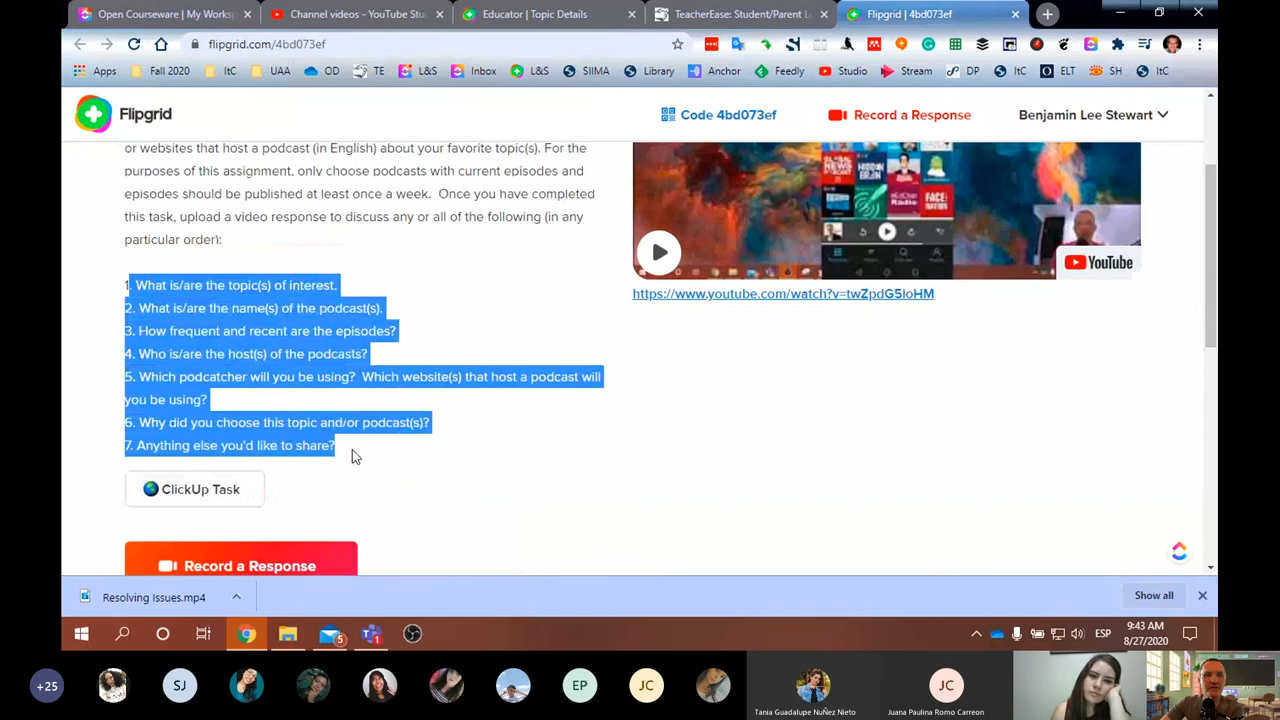 Open Courseware | My Worksp
Channel videos - YouTube Stu
Educator | Topic Details
TeacherEase: Student/Parent L
Flipgrid | 4bd073ef
flipgrid.com/4bd073ef
Apps
Fall 2020
ItC
UAA
OD
TE
L&S
Inbox
L&S
SIIMA
Library
Anchor
Feedly
Studio
Stream
DP
ItC
ELT
SH
ItC
Flipgrid
Code 4bd073ef
Record a Response
Benjamin Lee Stewart
or websites that host a podcast (in English) about your favorite topic(s). For the
purposes of this assignment, only choose podcasts with current episodes and
episodes should be published at least once a week. Once you have completed
this task, upload a video response to discuss any or all of the following (in any
particular order):
1. What is/are the topic(s) of interest.
2. What is/are the name(s) of the podcast(s).
3. How frequent and recent are the episodes?
4. Who is/are the host(s) of the podcasts?
5. Which podcatcher will you be using? Which website(s) that host a podcast will
you be using?
6. Why did you choose this topic and/or podcast(s)?
7. Anything else you'd like to share?
ClickUp Task
Record a Response
GLOBAL NEWS
HIDDEN BRAIN
FACE NATION
YouTube
https://www.youtube.com/watch?v=twZpdG5loHM
Resolving Issues.mp4
Show all
5
1
ESP
9:43 AM
8/27/2020
+25
SJ
EP
JC
Tania Guadalupe NuÑez Nieto
JC
Juana Paulina Romo Carreon